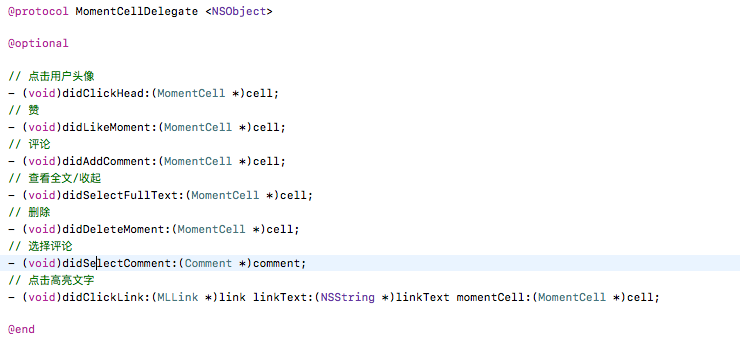 @protocol MomentCellDelegate <NSObject>
@optional
// 点击用户头像
- (void)didClickHead:(MomentCell *)cell;
// 赞
- (void)didLikeMoment:(MomentCell *)cell;
// 评论
- (void)didAddComment:(MomentCell *)cell;
// 查看全文/收起
- (void)didSelectFullText:(MomentCell *)cell;
// 删除
- (void)didDeleteMoment:(MomentCell *)cell;
// 选择评论
- (void)didSelectComment:(Comment *)comment;
// 点击高亮文字
- (void)didClickLink:(MLLink *)link linkText:(NSString *)linkText momentCell:(MomentCell *)cell;
@end